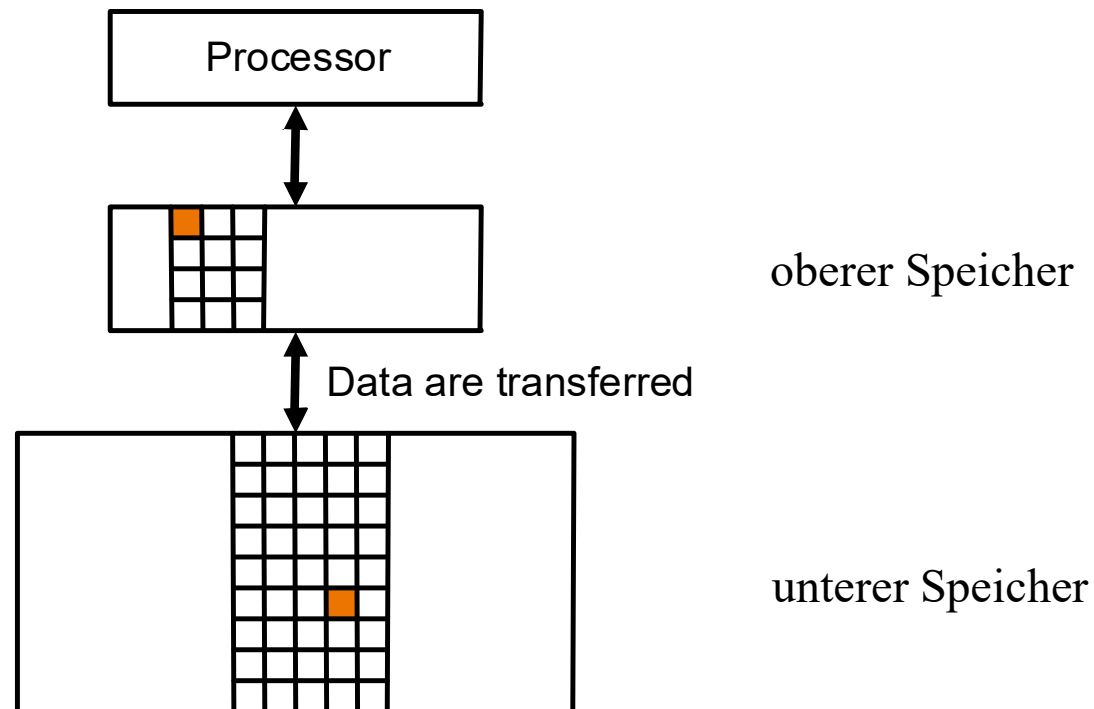 Processor
oberer Speicher
Data are transferred
unterer Speicher